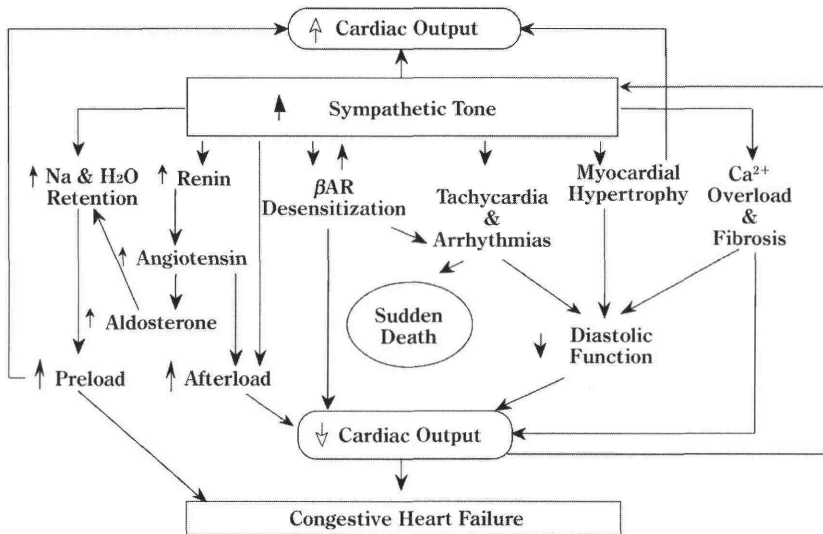 Cardiac Output
Sympathetic Tone
Na & H₂O
Retention
Renin
βAR
Desensitization
Tachycardia
&
Arrhythmias
Myocardial
Hypertrophy
Ca²⁺
Overload
&
Fibrosis
Angiotensin
Aldosterone
Sudden
Death
Diastolic
Function
Preload
Afterload
Cardiac Output
Congestive Heart Failure